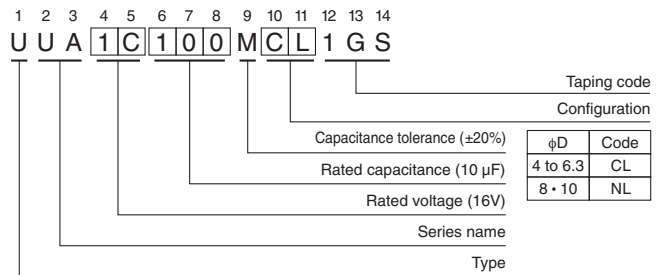 1 2 3 4 5 6 7 8 9 10 11 12 13 14
U U A 1 C 1 0 0 M C L 1 G S
Taping code
Configuration
Capacitance tolerance (±20%)
Rated capacitance (10 µF)
Rated voltage (16V)
Series name
Type
ϕD Code
4 to 6.3 CL
8 • 10 NL